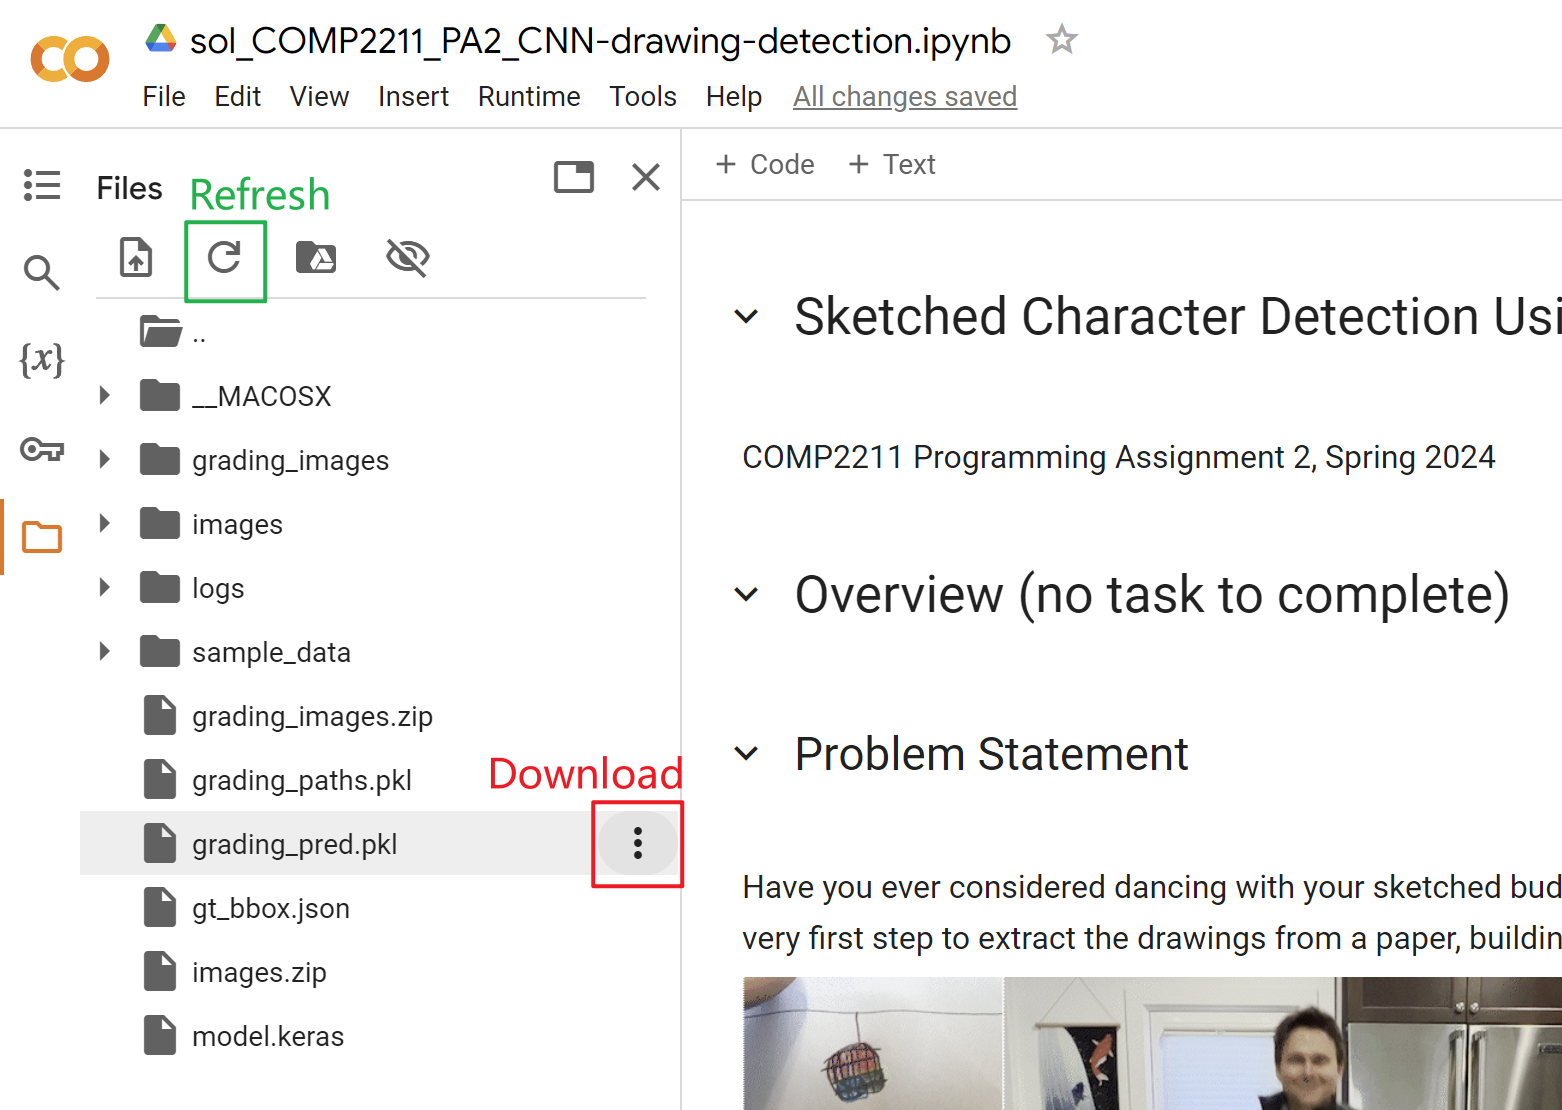 sol_COMP2211_PA2_CNN-drawing-detection.ipynb
File Edit View Insert Runtime Tools Help All changes saved
Files
Refresh
{x}
..
__MACOSX
grading_images
images
logs
sample_data
grading_images.zip
grading_paths.pkl
Download
grading_pred.pkl
gt_bbox.json
images.zip
model.keras
+ Code + Text
Sketched Character Detection Usi
COMP2211 Programming Assignment 2, Spring 2024
Overview (no task to complete)
Problem Statement
Have you ever considered dancing with your sketched bud
very first step to extract the drawings from a paper, buildin